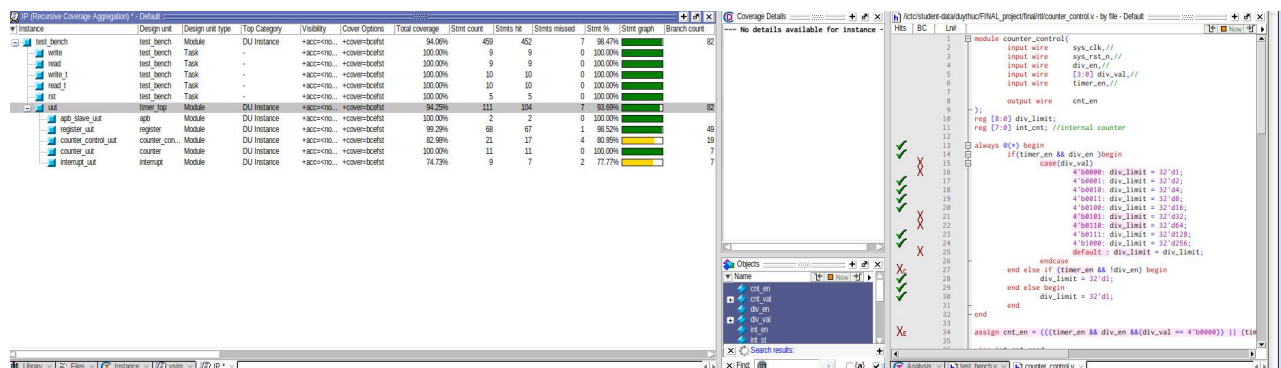 IP (Recursive Coverage Aggregation) * - Default
Instance Design unit Design unit type Top Category Visibility Cover Options Total coverage Stmt count Stmts hit Stmts missed Stmt % Stmt graph Branch count
test_bench test_bench Module DU Instance +acc=<no... +cover=bcefst 94.06% 459 452 7 98.47% 82
write test_bench Task - +acc=<no... +cover=bcefst 100.00% 9 9 0 100.00%
read test_bench Task - +acc=<no... +cover=bcefst 100.00% 9 9 0 100.00%
write_t test_bench Task - +acc=<no... +cover=bcefst 100.00% 10 10 0 100.00%
read_t test_bench Task - +acc=<no... +cover=bcefst 100.00% 10 10 0 100.00%
rst test_bench Task - +acc=<no... +cover=bcefst 100.00% 5 5 0 100.00%
uut timer_top Module DU Instance +acc=<no... +cover=bcefst 94.25% 111 104 7 93.69% 82
apb_slave_uut apb Module DU Instance +acc=<no... +cover=bcefst 100.00% 2 2 0 100.00%
register_uut register Module DU Instance +acc=<no... +cover=bcefst 99.29% 68 67 1 98.52% 49
counter_control_uut counter_con... Module DU Instance +acc=<no... +cover=bcefst 82.98% 21 17 4 80.95% 19
counter_uut counter Module DU Instance +acc=<no... +cover=bcefst 100.00% 11 11 0 100.00% 7
interrupt_uut interrupt Module DU Instance +acc=<no... +cover=bcefst 74.73% 9 7 2 77.77% 7
Library Files Instance vsim IP *
Coverage Details
--- No details available for instance -
Objects
Name Now
cnt_en
cnt_val
div_en
div_val
int_en
int_st
Search results:
Find:
/ictc/student-data/duythuc/FINAL_project/final/rtl/counter_control.v - by file - Default
Hits BC Ln# Now
1 module counter_control(
2 input wire sys_clk,//
3 input wire sys_rst_n,//
4 input wire div_en,//
5 input wire [3:0] div_val,//
6 input wire timer_en,//
7
8 output wire cnt_en
9 );
10 reg [8:0] div_limit;
11 reg [7:0] int_cnt; //internal counter
12
13 always @(*) begin
14 if(timer_en && div_en )begin
15 case(div_val)
16 4'b0000: div_limit = 32'd1;
17 4'b0001: div_limit = 32'd2;
18 4'b0010: div_limit = 32'd4;
19 4'b0011: div_limit = 32'd8;
20 4'b0100: div_limit = 32'd16;
21 4'b0101: div_limit = 32'd32;
22 4'b0110: div_limit = 32'd64;
23 4'b0111: div_limit = 32'd128;
24 4'b1000: div_limit = 32'd256;
25 default : div_limit = div_limit;
26 endcase
27 end else if (timer_en && !div_en) begin
28 div_limit = 32'd1;
29 end else begin
30 div_limit = 32'd1;
31 end
32 end
33
34 assign cnt_en = (((timer_en && div_en &&(div_val == 4'b0000)) || (tim
35
Analysis test_bench.v counter_control.v